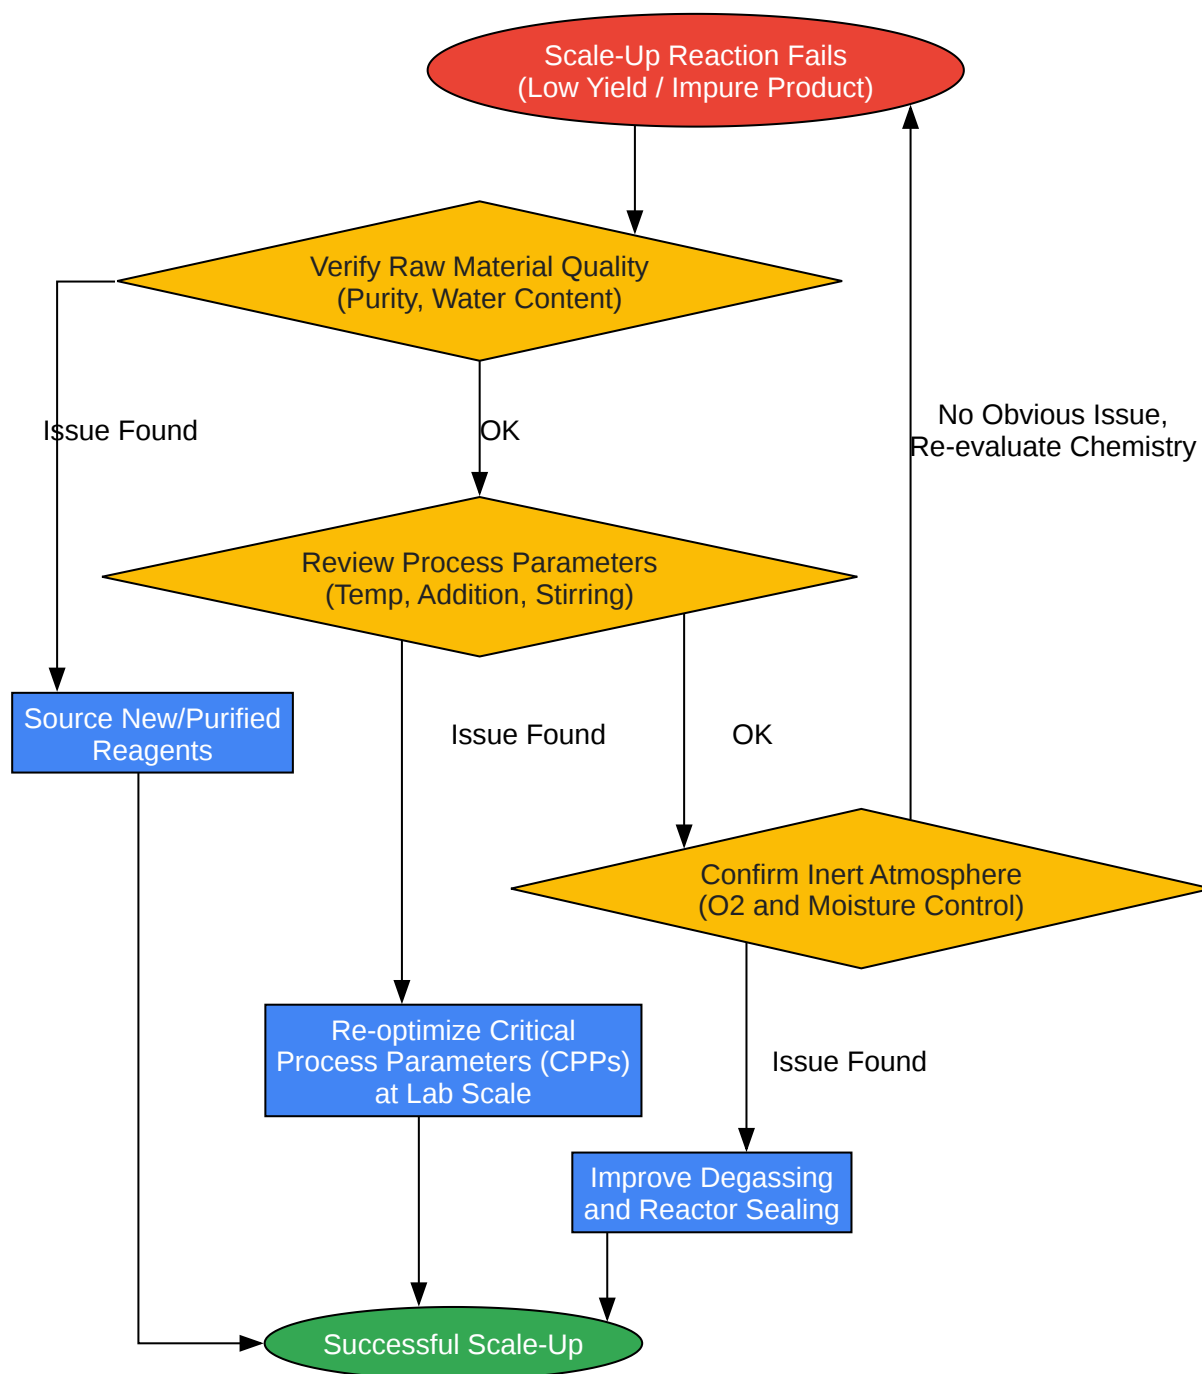 Scale-Up Reaction Fails
(Low Yield / Impure Product)
Verify Raw Material Quality
(Purity, Water Content)
Issue Found
OK
No Obvious Issue,
Re-evaluate Chemistry
Review Process Parameters
(Temp, Addition, Stirring)
Source New/Purified
Reagents
Issue Found
OK
Confirm Inert Atmosphere
(O2 and Moisture Control)
Re-optimize Critical
Process Parameters (CPPs)
at Lab Scale
Issue Found
Improve Degassing
and Reactor Sealing
Successful Scale-Up